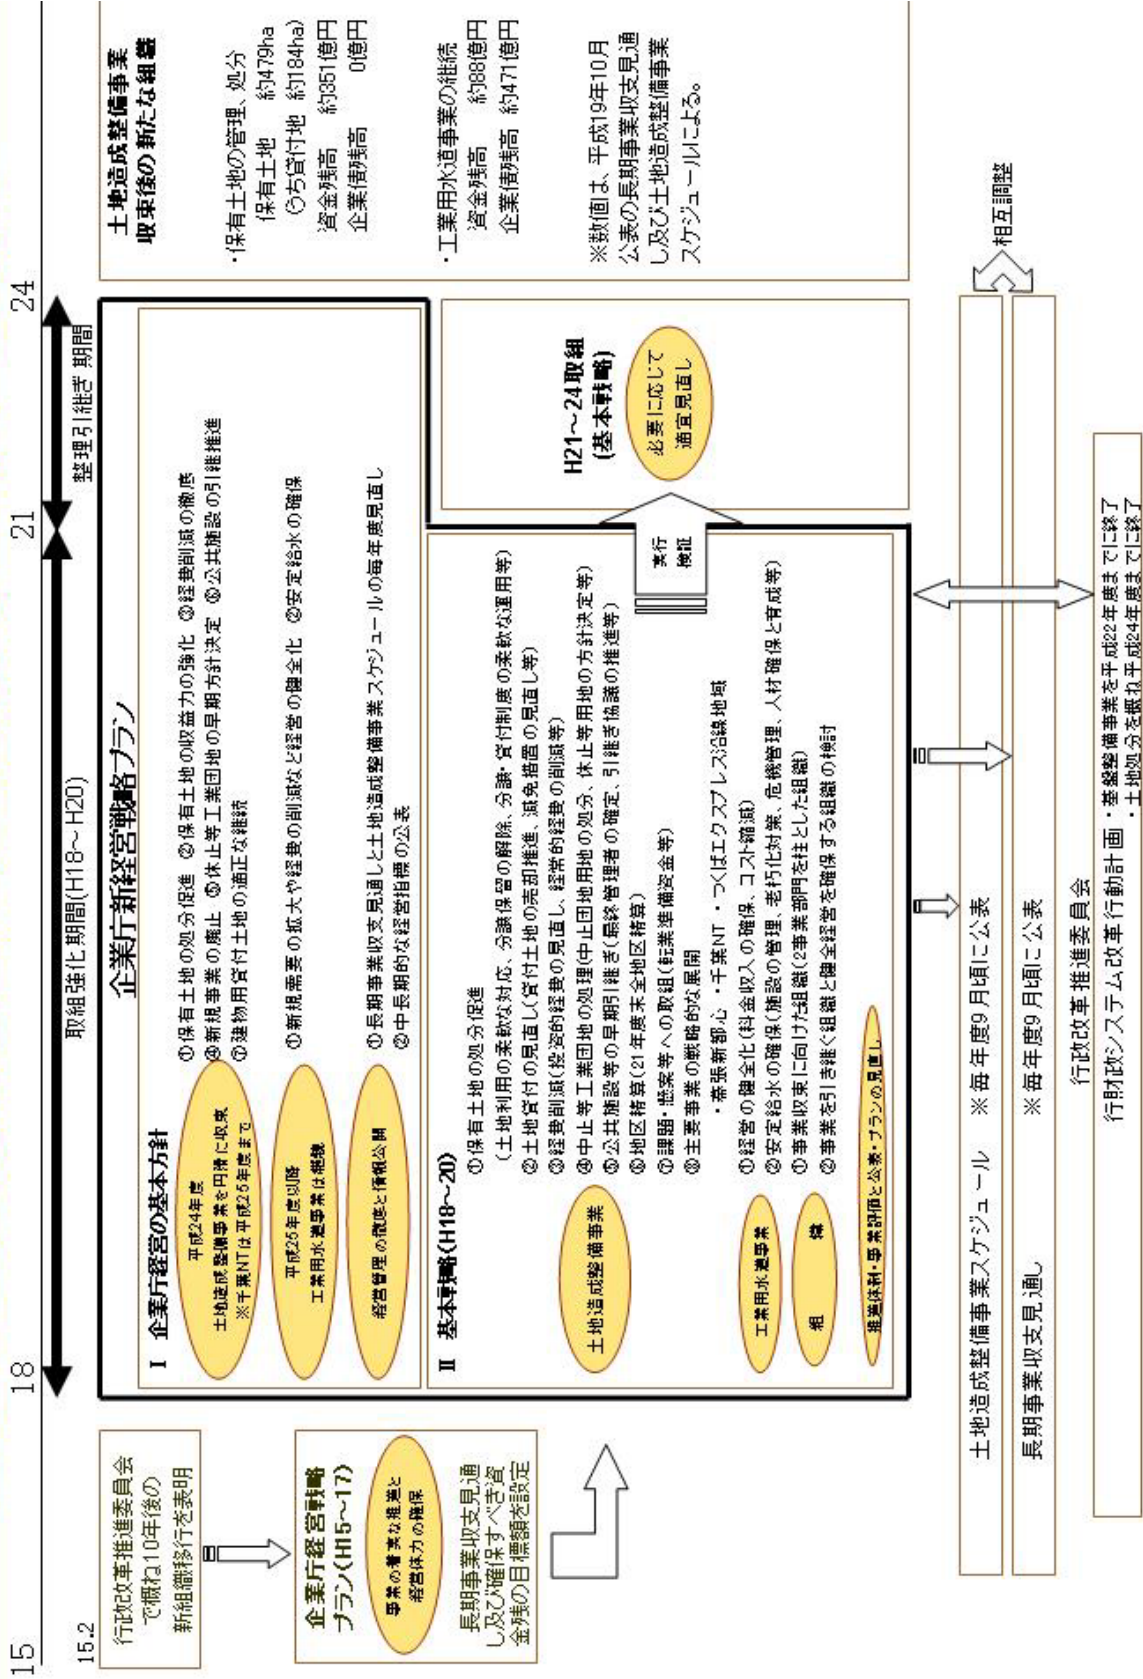 15
18
21
24
取組強化期間(H18～H20)
整理引継ぎ期間
15.2
行政改革推進委員会
で概ね10年後の
新組織移行を表明
企業庁経営戦略
プラン(H15～17)
事業の着実な推進と
経営体力の確保
長期事業収支見通
し及び確保すべき資
金残の目標額を設定
企業庁新経営戦略プラン
Ⅰ 企業庁経営の基本方針
平成24年度
土地造成整備事業を円滑に収束
※千葉NTは平成25年度まで
①保有土地の処分促進 ②保有土地の収益力の強化 ③経費削減の徹底
④新規事業の廃止 ⑤休止等工業団地の早期方針決定 ⑥公共施設の引継推進
⑦建物用貸付土地の適正な継続
平成25年度以降
工業用水道事業は継続
①新規需要の拡大や経費の削減など経営の健全化 ②安定給水の確保
経営管理の徹底と情報公開
①長期事業収支見通しと土地造成整備事業スケジュールの毎年度見直し
②中長期的な経営指標の公表
Ⅱ 基本戦略(H18～20)
土地造成整備事業
①保有土地の処分促進
(土地利用の柔軟な対応、分譲保留の解除、分譲・貸付制度の柔軟な運用等)
②土地貸付の見直し(貸付土地の売却推進、減免措置の見直し等)
③経費削減(投資的経費の見直し、経常的経費の削減等)
④中止等工業団地の処理(中止団地用地の処分、休止等用地の方針決定等)
⑤公共施設等の早期引継ぎ(最終管理者の確定、引継ぎ協議の推進等)
⑥地区精算(21年度末全地区精算)
⑦課題・懸案等への取組(転業準備資金等)
⑧主要事業の戦略的な展開
・幕張新都心・千葉NT・つくばエクスプレス沿線地域
工業用水道事業
①経営の健全化(料金収入の確保、コスト縮減)
②安定給水の確保(施設の管理、老朽化対策、危機管理、人材確保と育成等)
組 織
①事業収束に向けた組織(2事業部門を柱とした組織)
②事業を引き継ぐ組織と健全経営を確保する組織の検討
推進体制・事業評価と公表・プランの見直し
実行
検証
H21～24取組
(基本戦略)
必要に応じて
適宜見直し
土地造成整備事業
収束後の新たな組織
・保有土地の管理、処分
保有土地 約479ha
(うち貸付地 約184ha)
資金残高 約351億円
企業債残高 0億円
・工業用水道事業の継続
資金残高 約88億円
企業債残高 約471億円
※数値は、平成19年10月
公表の長期事業収支見通
し及び土地造成整備事業
スケジュールによる。
土地造成整備事業スケジュール ※毎年度9月頃に公表
長期事業収支見通し ※毎年度9月頃に公表
相互調整
行政改革推進委員会
行財政システム改革行動計画 ・基盤整備事業を平成22年度までに終了
・土地処分を概ね平成24年度までに終了